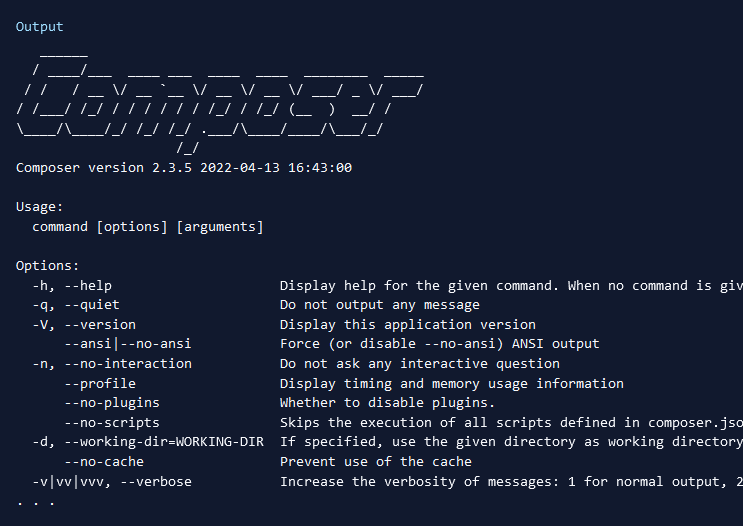 Output
   ______
  / ____/___  ____ ___  ____  ____  ________  _____
 / /   / __ \/ __ `__ \/ __ \/ __ \/ ___/ _ \/ ___/
/ /___/ /_/ / / / / / / /_/ / /_/ (__  )  __/ /
\____/\____/_/ /_/ /_/ .___/\____/____/\___/_/
                    /_/
Composer version 2.3.5 2022-04-13 16:43:00

Usage:
  command [options] [arguments]

Options:
  -h, --help                     Display help for the given command. When no command is giv
  -q, --quiet                    Do not output any message
  -V, --version                  Display this application version
      --ansi|--no-ansi           Force (or disable --no-ansi) ANSI output
  -n, --no-interaction           Do not ask any interactive question
      --profile                  Display timing and memory usage information
      --no-plugins               Whether to disable plugins.
      --no-scripts               Skips the execution of all scripts defined in composer.jso
  -d, --working-dir=WORKING-DIR  If specified, use the given directory as working directory
      --no-cache                 Prevent use of the cache
  -v|vv|vvv, --verbose           Increase the verbosity of messages: 1 for normal output, 2
. . .